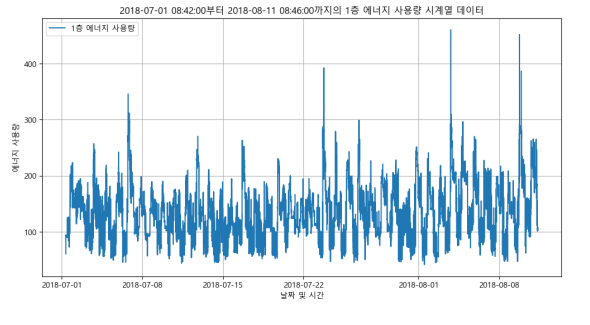 2018-07-01 08:42:00부터 2018-08-11 08:46:00까지의 1층 에너지 사용량 시계열 데이터
1층 에너지 사용량
400
300
200
100
에너지 사용량
2018-07-01 2018-07-08 2018-07-15 2018-07-22 2018-08-01 2018-08-08
날짜 및 시간